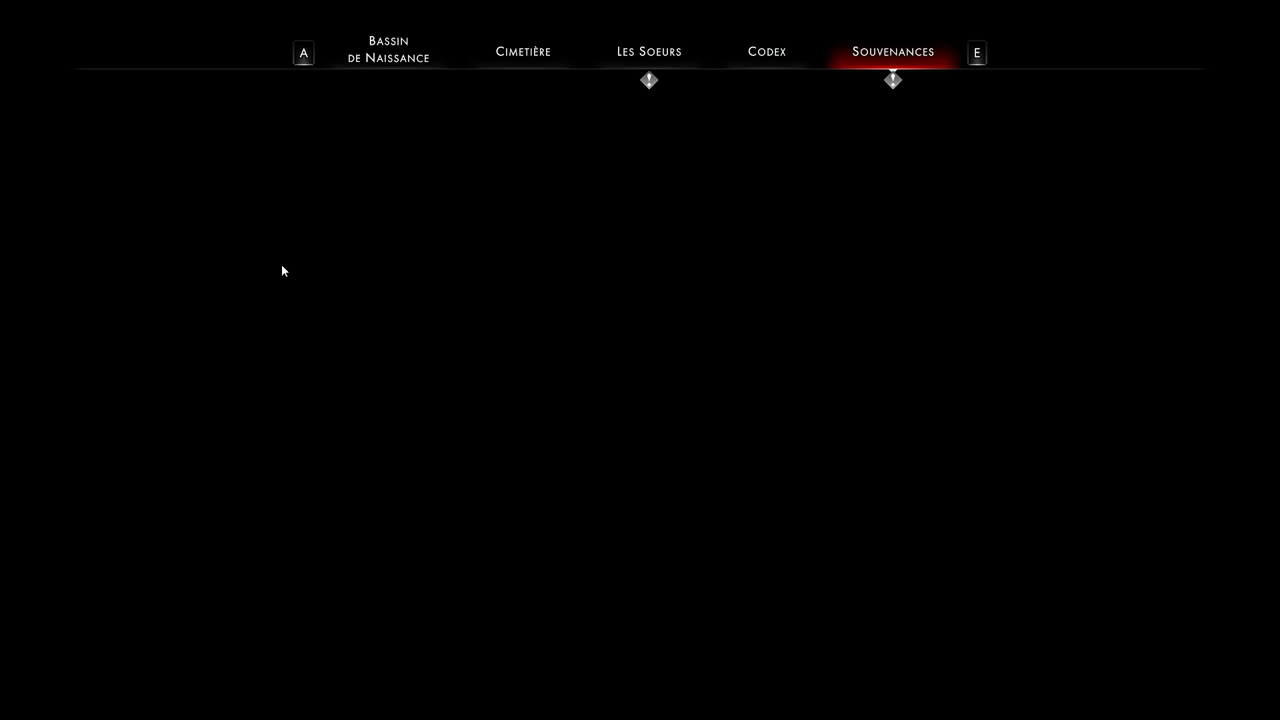 A
Bassin
de Naissance
Cimetière
Les Soeurs
Codex
Souvenances
E
!
!